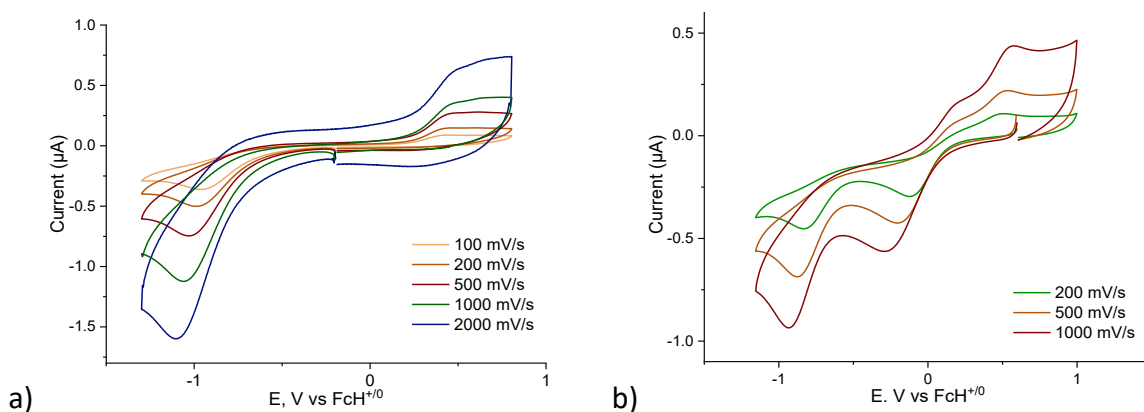 1.0
0.5
0.0
-0.5
-1.0
-1.5
Current (µA)
-1
0
1
E, V vs FcH+/0
100 mV/s
200 mV/s
500 mV/s
1000 mV/s
2000 mV/s
a)
0.5
0.0
-0.5
-1.0
Current (µA)
-1
0
1
E. V vs FcH+/0
200 mV/s
500 mV/s
1000 mV/s
b)